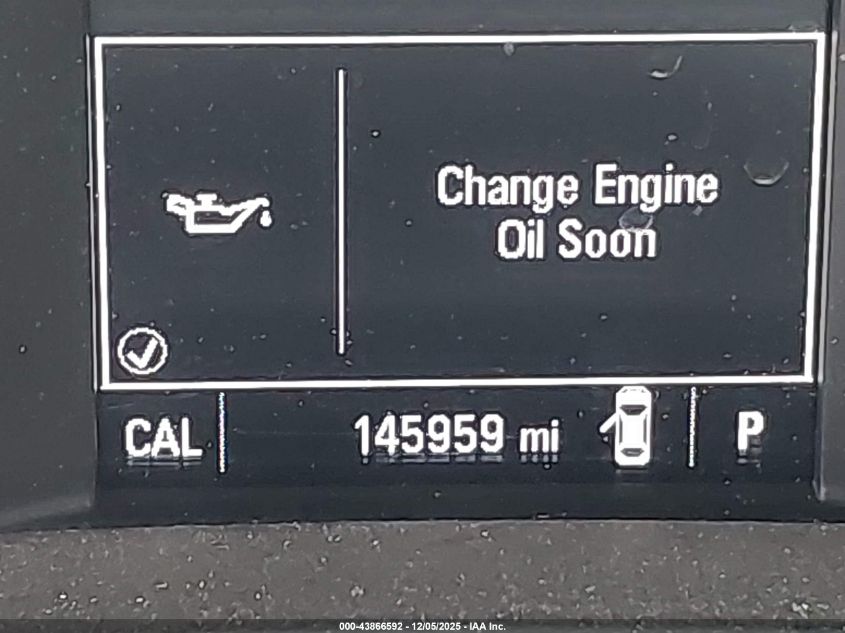 Change Engine
Oil Soon
CAL
145959 mi
P
000-43866592 - 12/05/2025 - IAA Inc.